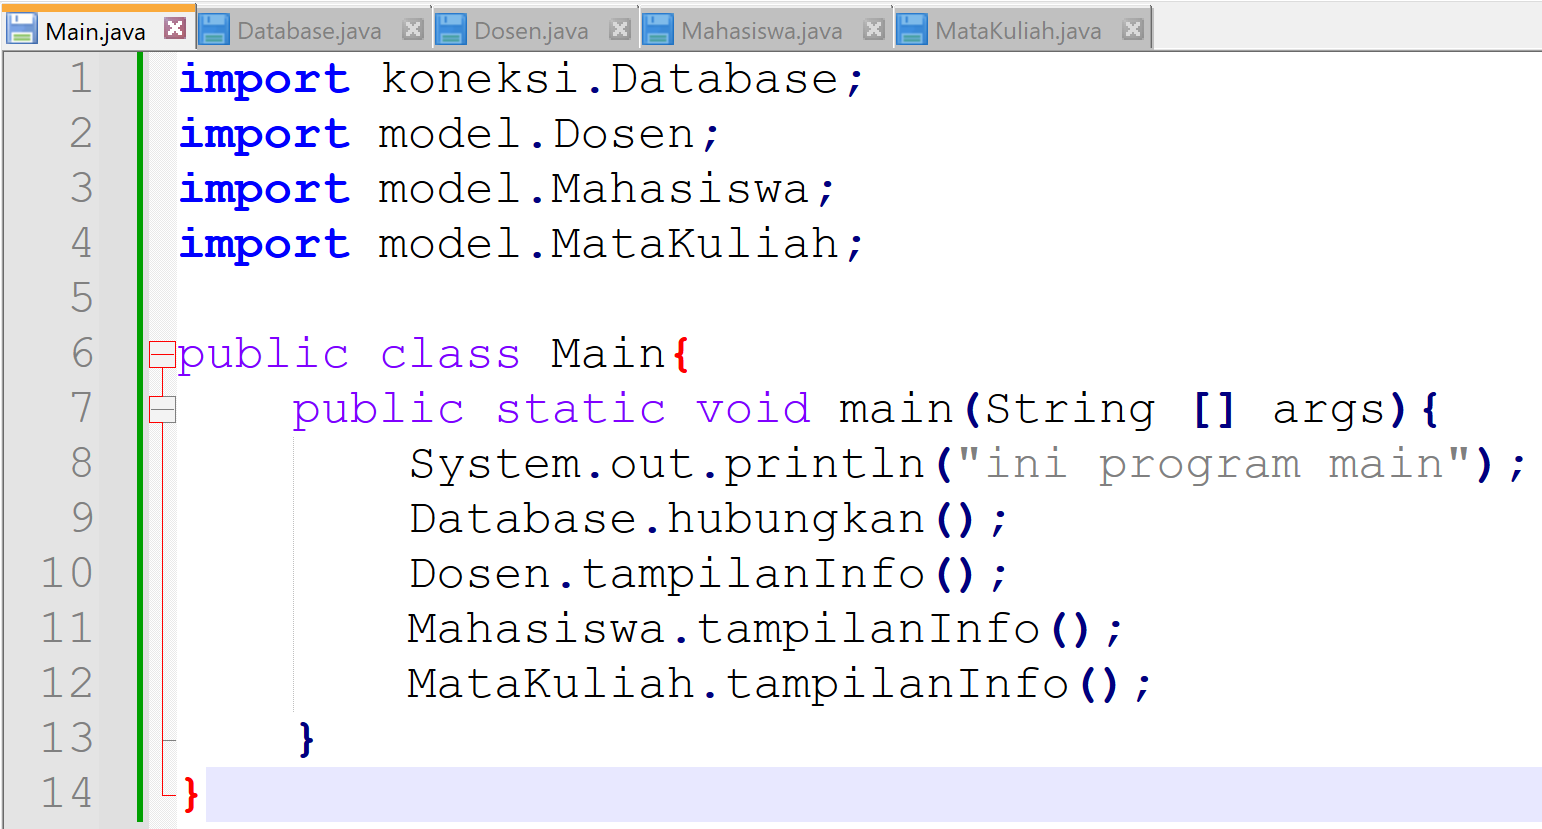 Main.java Database.java Dosen.java Mahasiswa.java MataKuliah.java
1 import koneksi.Database;
2 import model.Dosen;
3 import model.Mahasiswa;
4 import model.MataKuliah;
5
6 public class Main{
7 public static void main(String [] args){
8 System.out.println("ini program main");
9 Database.hubungkan();
10 Dosen.tampilanInfo();
11 Mahasiswa.tampilanInfo();
12 MataKuliah.tampilanInfo();
13 }
14 }